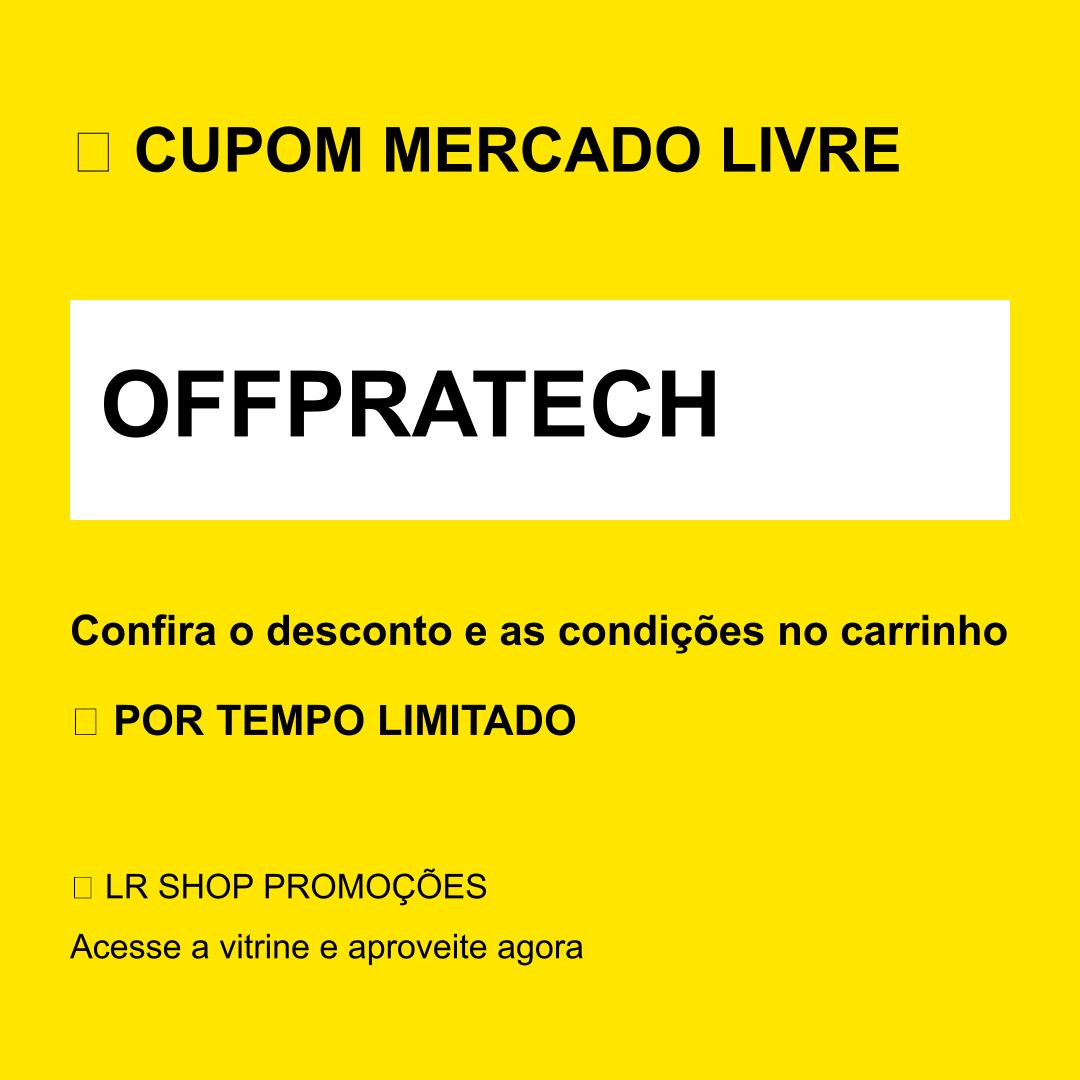 CUPOM MERCADO LIVRE
OFFPRATECH
Confira o desconto e as condições no carrinho
POR TEMPO LIMITADO
LR SHOP PROMOÇÕES
Acesse a vitrine e aproveite agora